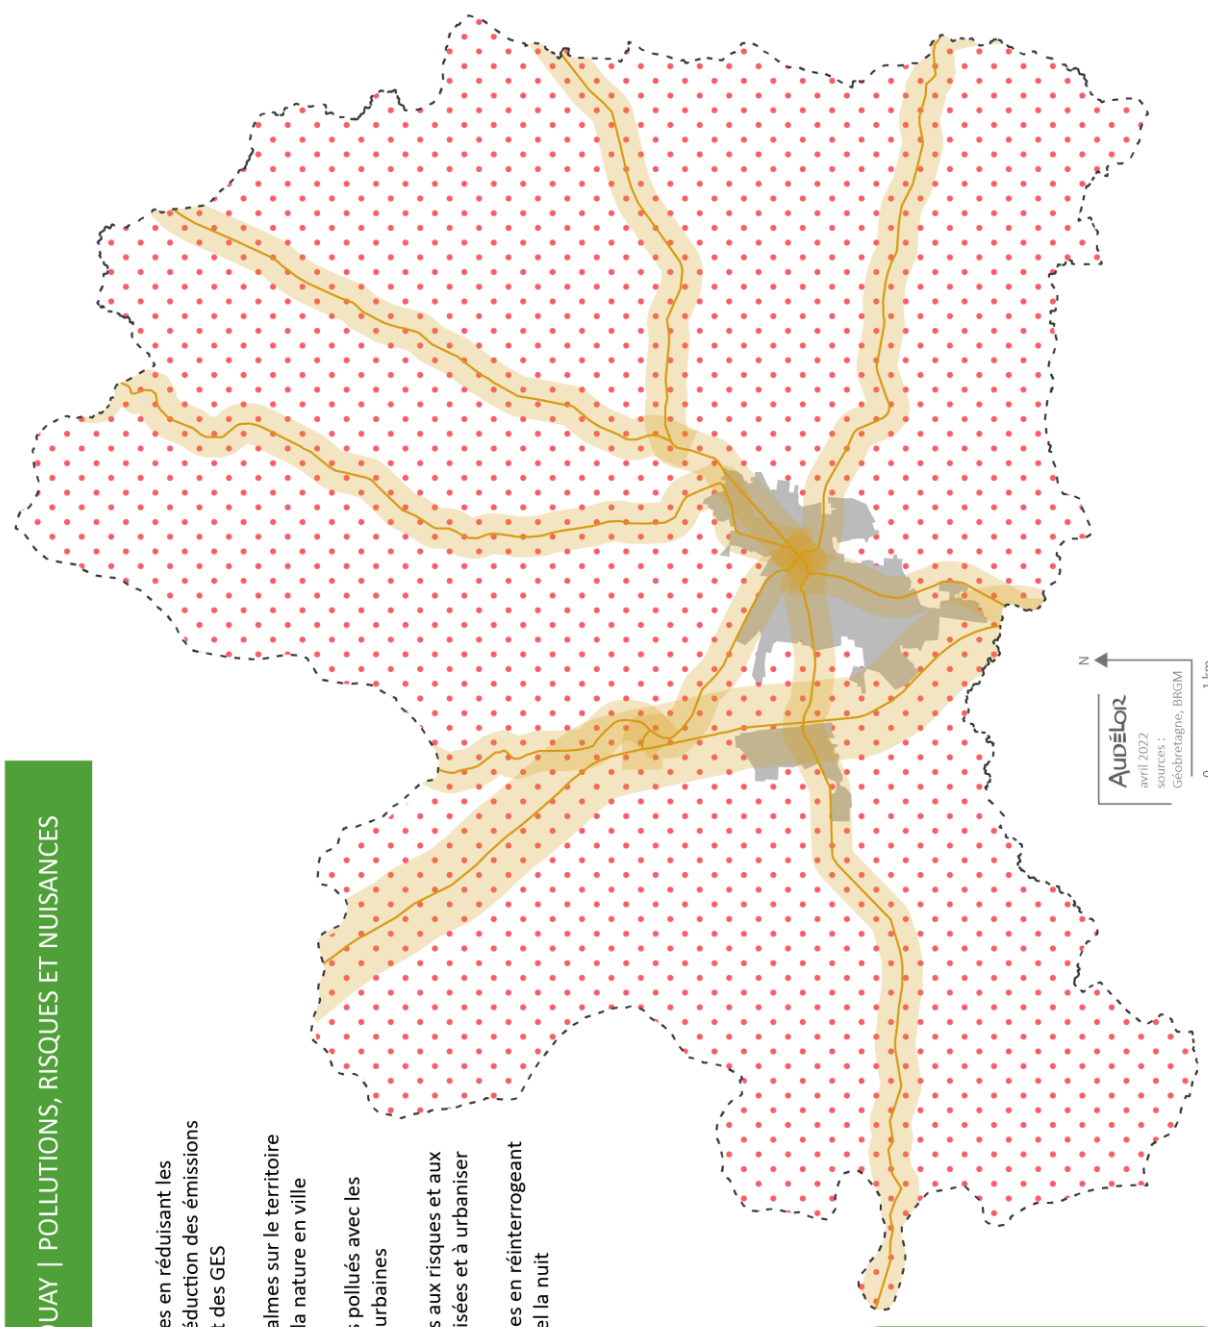 OUAY | POLLUTIONS, RISQUES ET NUISANCES
es en réduisant les
éduction des émissions
t des GES
almes sur le territoire
la nature en ville
s pollués avec les
urbaines
s aux risques et aux
isées et à urbaniser
es en réinterrogeant
el la nuit
N
AUDÉLOR
avril 2022
sources :
Géobretagne, BRGM
0 1 km